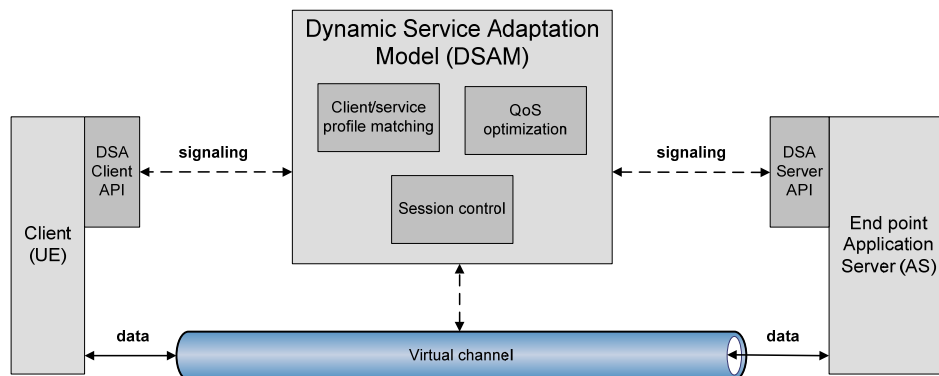 Dynamic Service Adaptation
Model (DSAM)
Client/service
profile matching
QoS
optimization
Session control
DSA
Client
API
signaling
signaling
DSA
Server
API
Client
(UE)
End point
Application
Server (AS)
data
Virtual channel
data